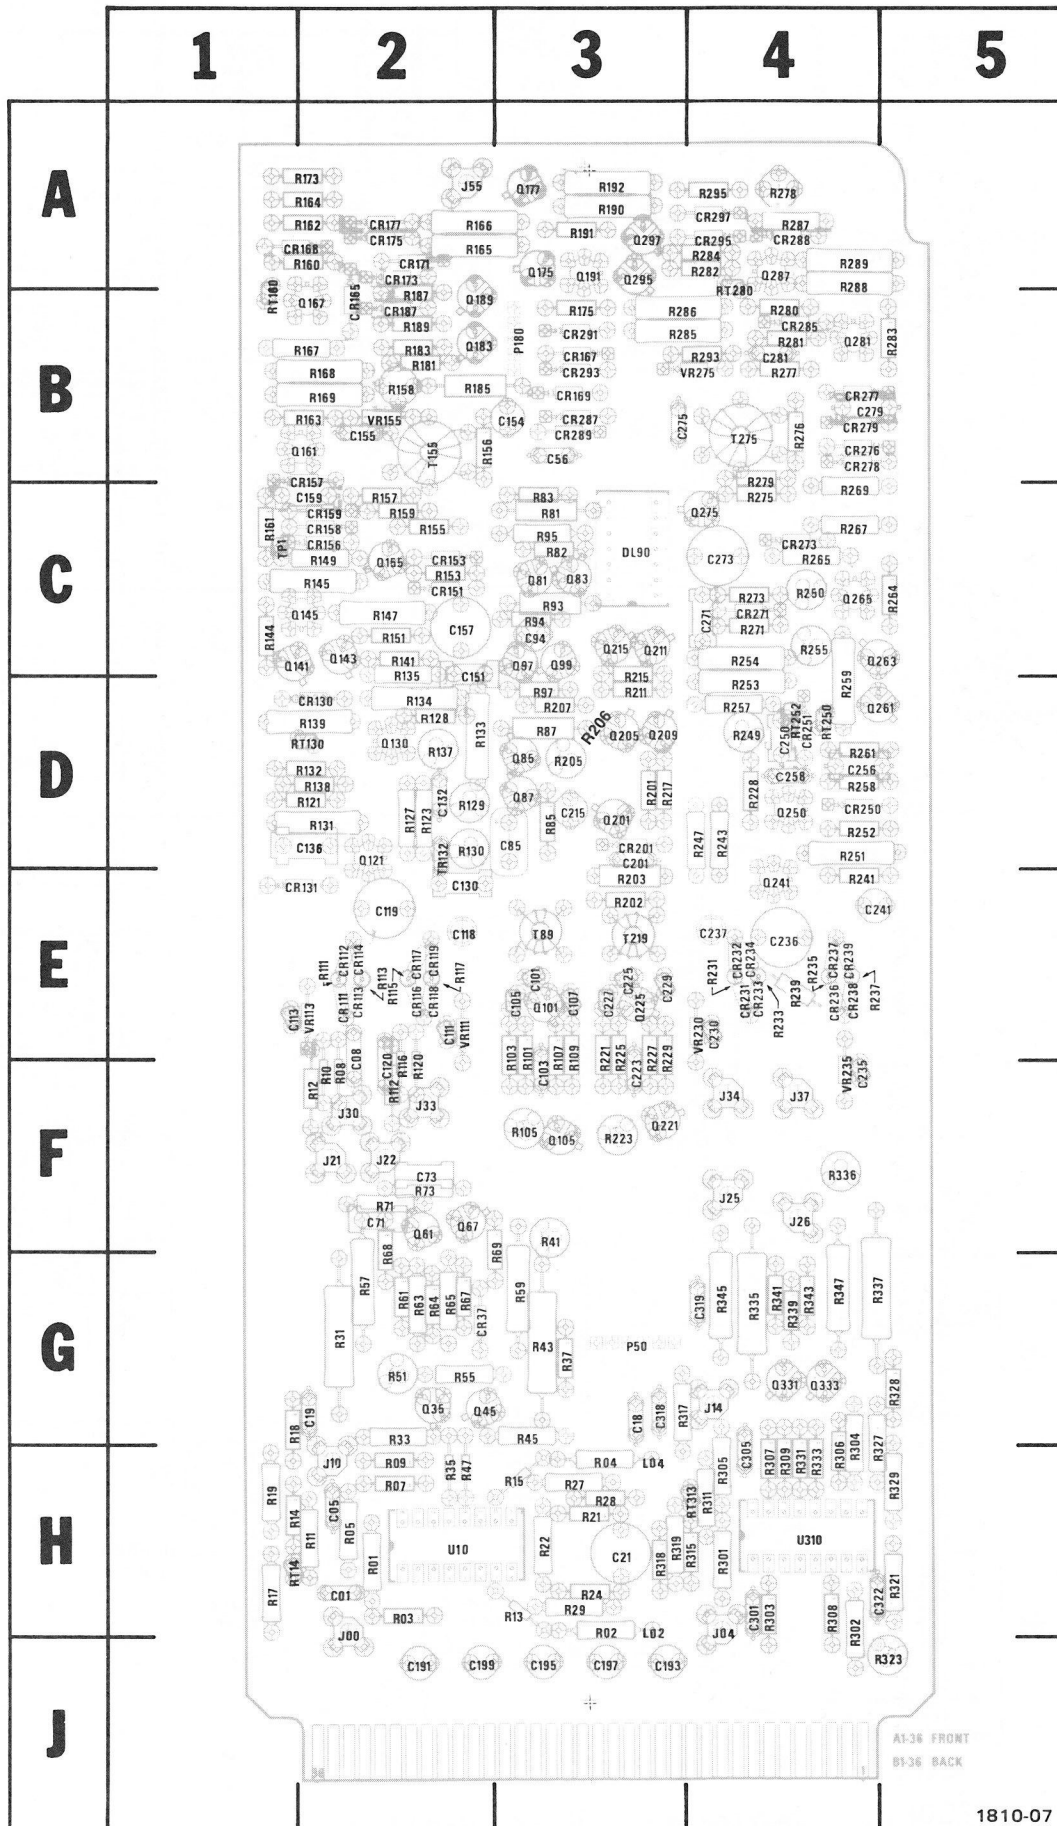 1 2 3 4 5
A
R173 J55 Q177 R192 R295 R278
R164 R190
R162 CR177 R166 R191 Q297 CR297 R287
CR175 CR295 CR288
CR168 R165 R284
R160 CR171 Q175 Q191 Q295 R282 Q287 R289
CR173 RT280 R288
RT160 Q167 CR165 R187 Q189
CR187 R175 R286 R280
R189 P180 CR291 R285 CR285
B
R167 R183 Q183 CR167 R293 R281 Q281 R283
R181 CR293 VR275 C281
R168 R277
R169 R158 R185 CR169 CR277
R163 VR155 C154 CR287 C275 C279
C155 CR289 T275 R276 CR279
Q161 T155 R156 C56 CR276
CR278
CR157 R279
C159 R157 R83 R275 R269
R161 CR159 R159 R81 Q275
CR158 R155 R95 R267
TP1 CR156 R82 DL90 CR273
C
R149 Q155 CR153 C273 R265
R145 R153 Q81 Q83
CR151 R273 R250 Q265 R264
Q145 R147 R93 CR271
R144 C157 R94 C271 R271
R151 C94 Q215 Q211 R255
Q141 Q143 R141 Q97 Q99 R254 R259 Q263
R135 C151 R215 R253
CR130 R134 R97 R211 R257 Q261
R139 R128 R207 RT252
RT130 R133 R87 R206 Q205 Q209 R249 C250 CR251 RT250
Q130 R137 Q85 R205 R261
D
R132 C256
R138 C132 Q87 R201 R217 R228 C258 R258
R121 R127 R123 R129 R85 C215 Q201 Q250 CR250
R131 R252
C136 TR132 R130 C85 CR201 R247 R243 R251
Q121 C201
CR131 C130 R203 Q241 R241
C119 R202 C241
C118 T89 T219 C237 C236
E
R111 CR112 CR114 R113 R115 CR117 CR119 R117 C101 C225 R231 CR232 CR234 R235 CR237 CR239
C113 VR113 CR111 CR113 CR116 CR118 C105 Q101 C107 C227 Q225 C229 CR231 CR233 R233 R239 CR236 CR238 R237
C111 VR111 VR230 C230
R12 R10 R08 C08 C120 R112 R116 R120 R103 R101 C103 R107 R109 R221 R225 C223 R227 R229 VR235 C235
J30 J33 J34 J37
F
R105 Q105 R223 Q221
J21 J22
C73 R336
R73 J25
R71 J26
C71 Q61 Q67 R41
R68 R69
R57 R59
R61 R63 R64 R65 R67 CR37 C319 R345 R335 R341 R339 R343 R347 R337
G
R31 R43 R37 P50
R51 R55 Q331 Q333 R328
C19 Q35 Q45 C18 C318 R317 J14
R18 R33 R45
R304
J10 R09 R35 R47 R15 R04 L04 R305 C305 R307 R309 R331 R333 R306 R327
R19 R07 R27 RT313 R311 R329
C05 R28
R14 R11 R05 R21
H
R01 U10 R22 C21 R318 R319 R315 R301 U310
RT14
R17 C01 R24 R321
R03 R13 R29 C301 R303 R308 C322
J00 R02 L02 J04 R302
C191 C199 C195 C197 C193 R323
J
A1-36 FRONT
B1-36 BACK
36 1
1810-07